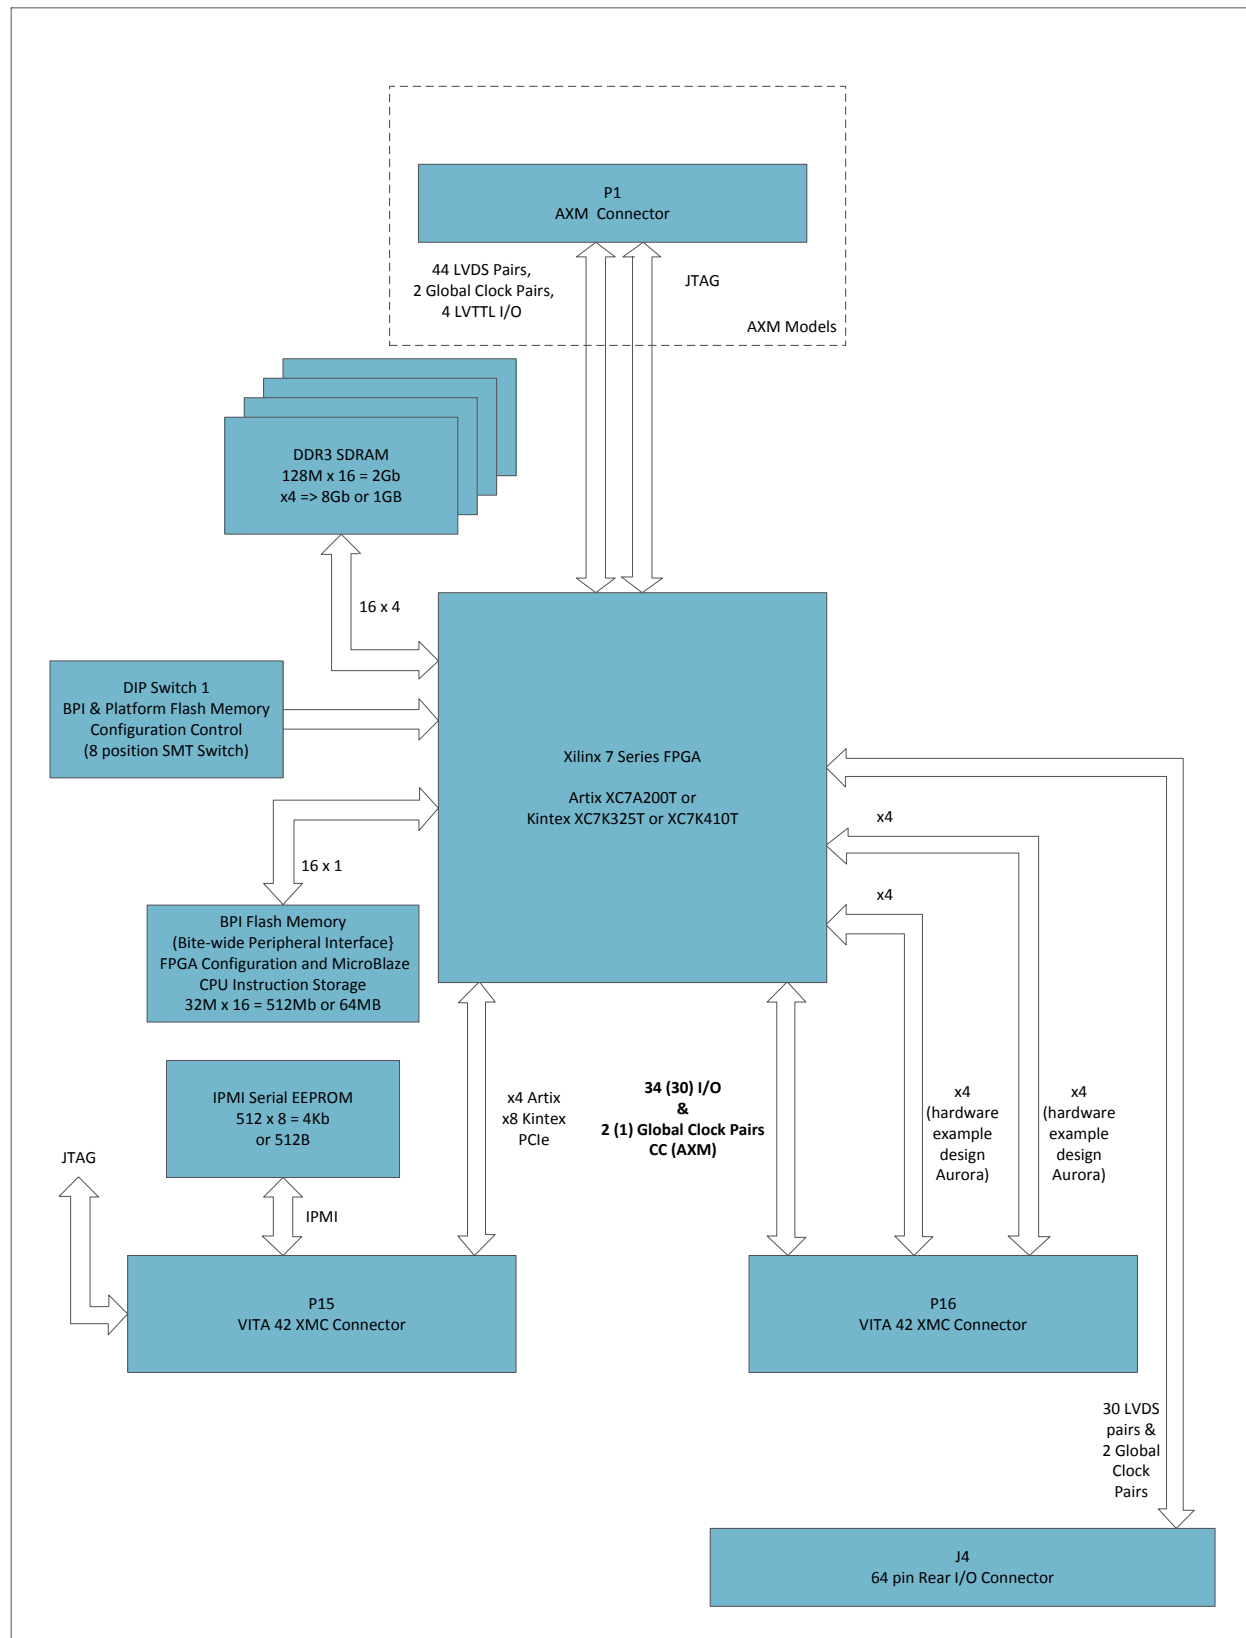 P1
AXM  Connector
44 LVDS Pairs,
2 Global Clock Pairs,
4 LVTTL I/O
JTAG
AXM Models
DDR3 SDRAM
128M x 16 = 2Gb
x4 => 8Gb or 1GB
16 x 4
DIP Switch 1
BPI & Platform Flash Memory
Configuration Control
(8 position SMT Switch)
Xilinx 7 Series FPGA
Artix XC7A200T or
Kintex XC7K325T or XC7K410T
x4
x4
16 x 1
BPI Flash Memory
(Bite-wide Peripheral Interface}
FPGA Configuration and MicroBlaze
CPU Instruction Storage
32M x 16 = 512Mb or 64MB
IPMI Serial EEPROM
512 x 8 = 4Kb
or 512B
x4 Artix
x8 Kintex
PCIe
34 (30) I/O
&
2 (1) Global Clock Pairs
CC (AXM)
x4
(hardware
example
design
Aurora)
x4
(hardware
example
design
Aurora)
JTAG
IPMI
P15
VITA 42 XMC Connector
P16
VITA 42 XMC Connector
30 LVDS
pairs &
2 Global
Clock
Pairs
J4
64 pin Rear I/O Connector